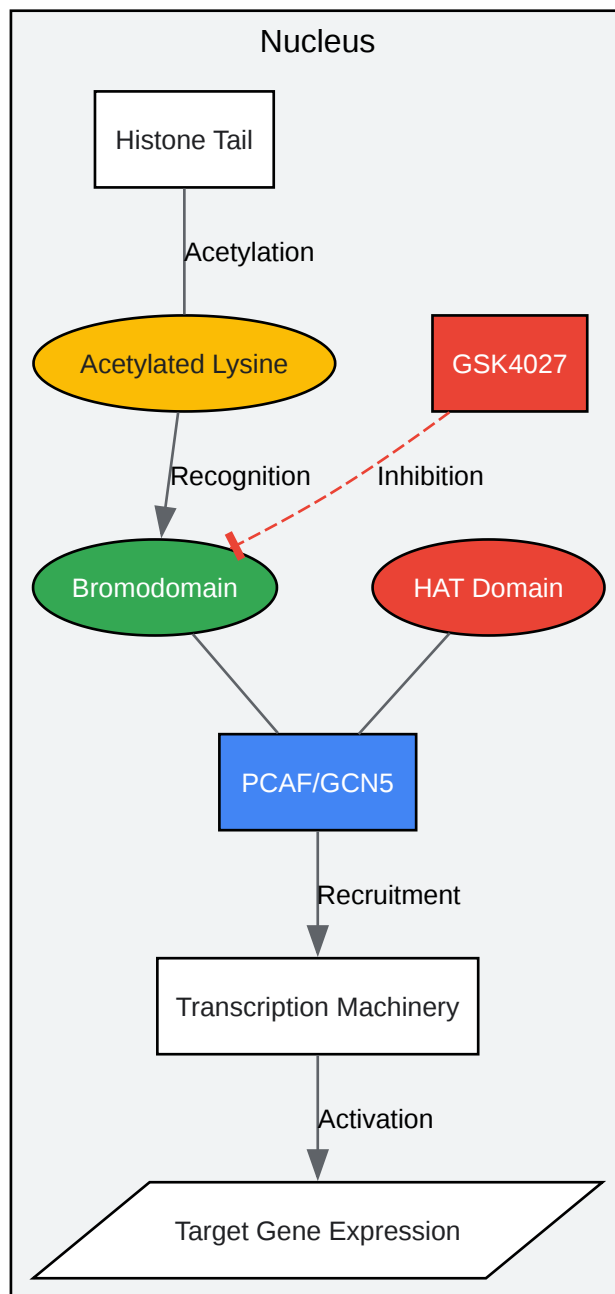 Nucleus
Histone Tail
Acetylation
Acetylated Lysine
GSK4027
Recognition
Inhibition
Bromodomain
HAT Domain
PCAF/GCN5
Recruitment
Transcription Machinery
Activation
Target Gene Expression